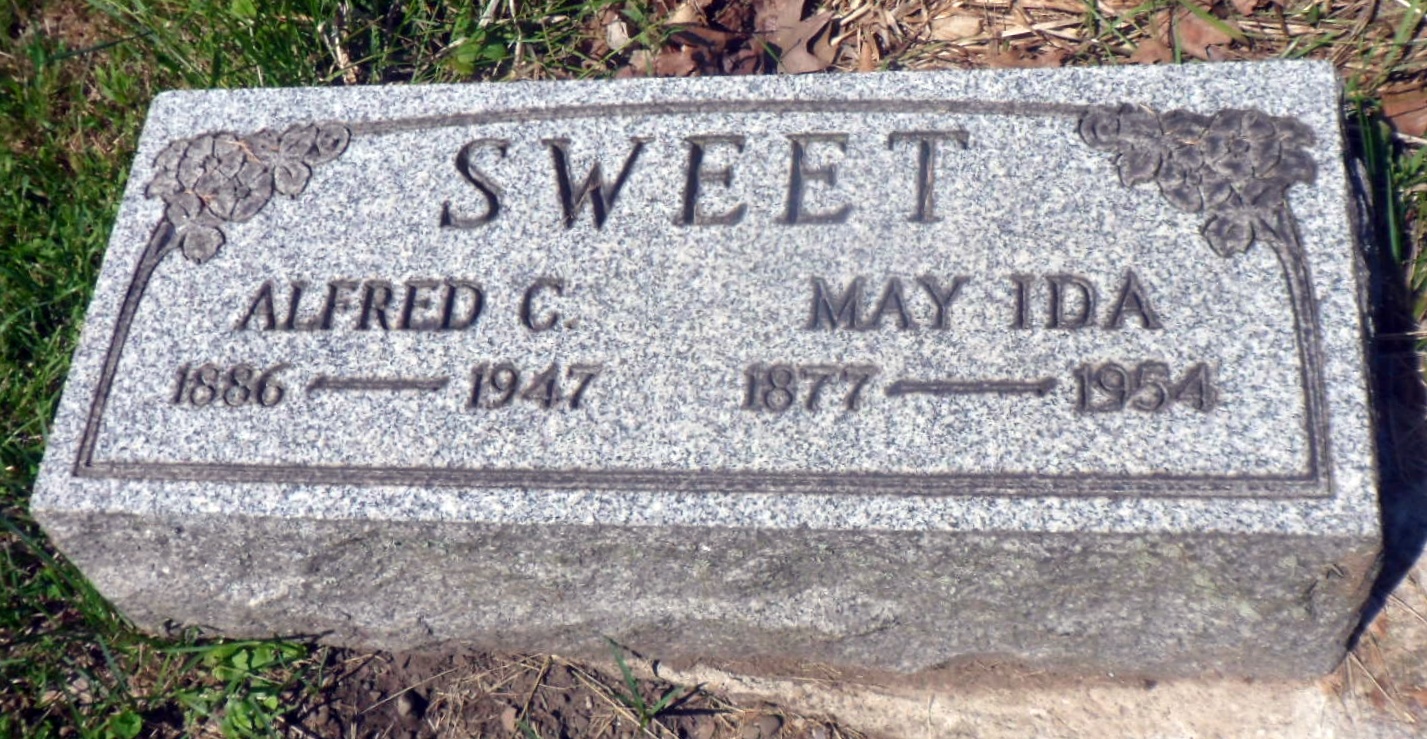 SWEET
ALFRED C. MAY IDA
1886 — 1947 1877 — 1954